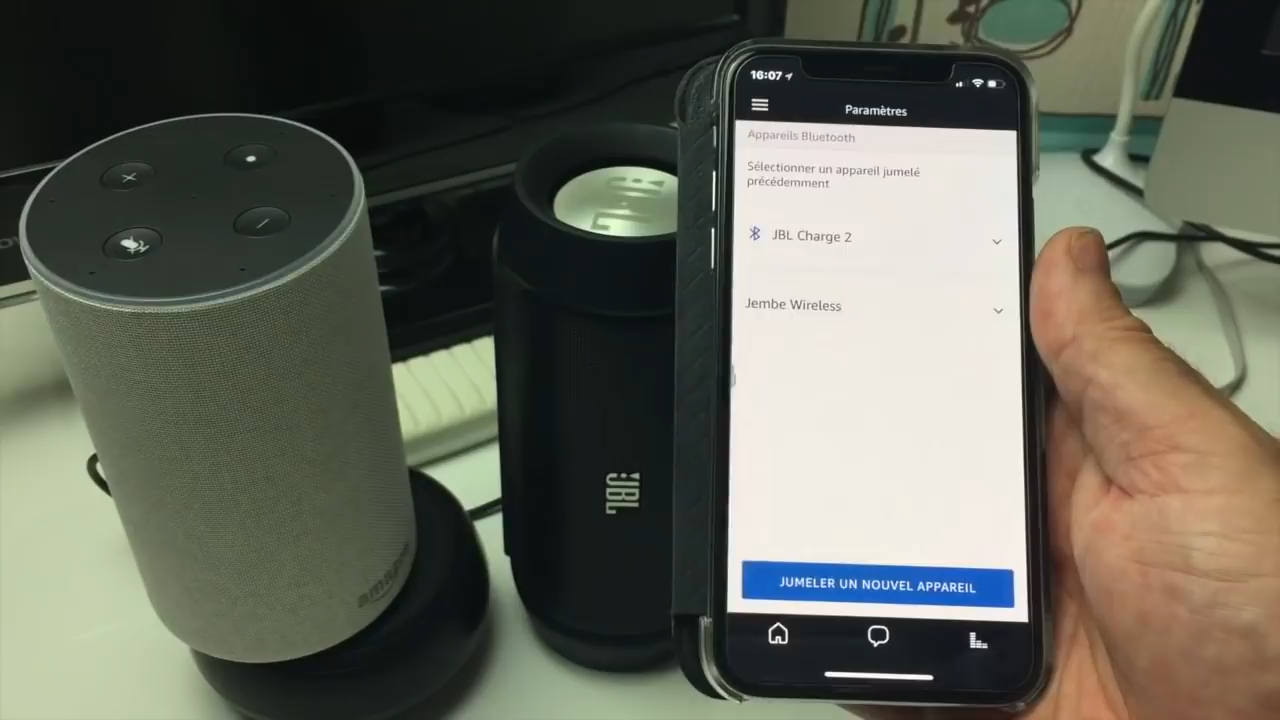 16:07
Paramètres
Appareils Bluetooth
Sélectionner un appareil jumelé
précédemment
JBL Charge 2
Jembe Wireless
JUMELER UN NOUVEL APPAREIL
JBL
JBL
amazon